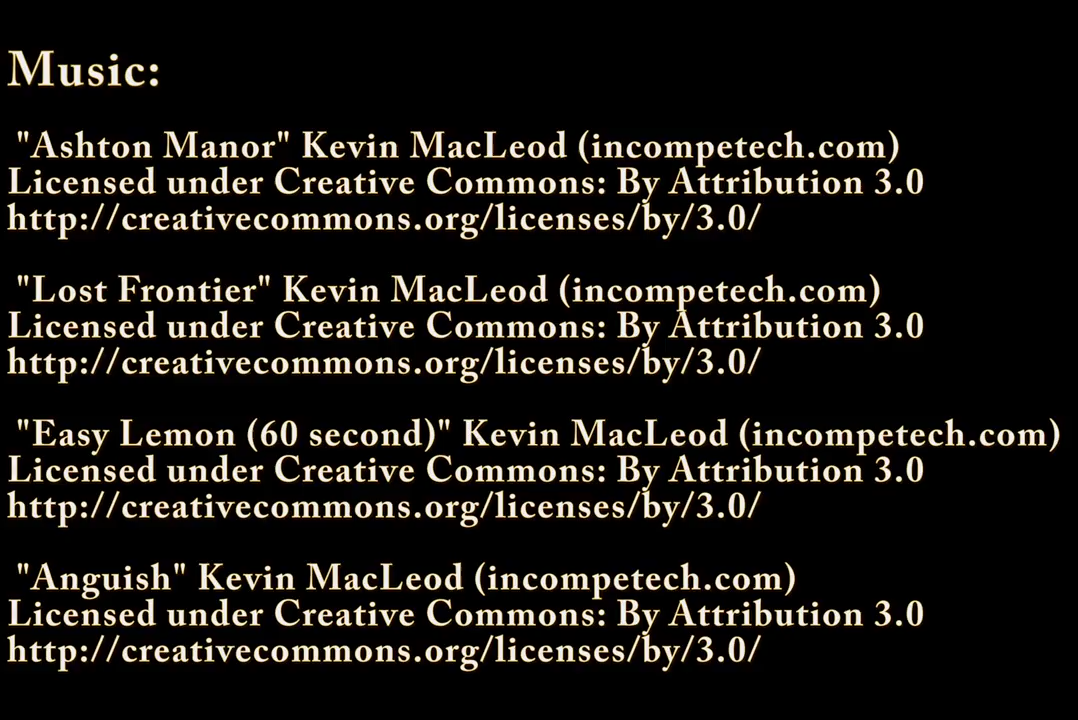 Music:
"Ashton Manor" Kevin MacLeod (incompetech.com)
Licensed under Creative Commons: By Attribution 3.0
http://creativecommons.org/licenses/by/3.0/
"Lost Frontier" Kevin MacLeod (incompetech.com)
Licensed under Creative Commons: By Attribution 3.0
http://creativecommons.org/licenses/by/3.0/
"Easy Lemon (60 second)" Kevin MacLeod (incompetech.com)
Licensed under Creative Commons: By Attribution 3.0
http://creativecommons.org/licenses/by/3.0/
"Anguish" Kevin MacLeod (incompetech.com)
Licensed under Creative Commons: By Attribution 3.0
http://creativecommons.org/licenses/by/3.0/